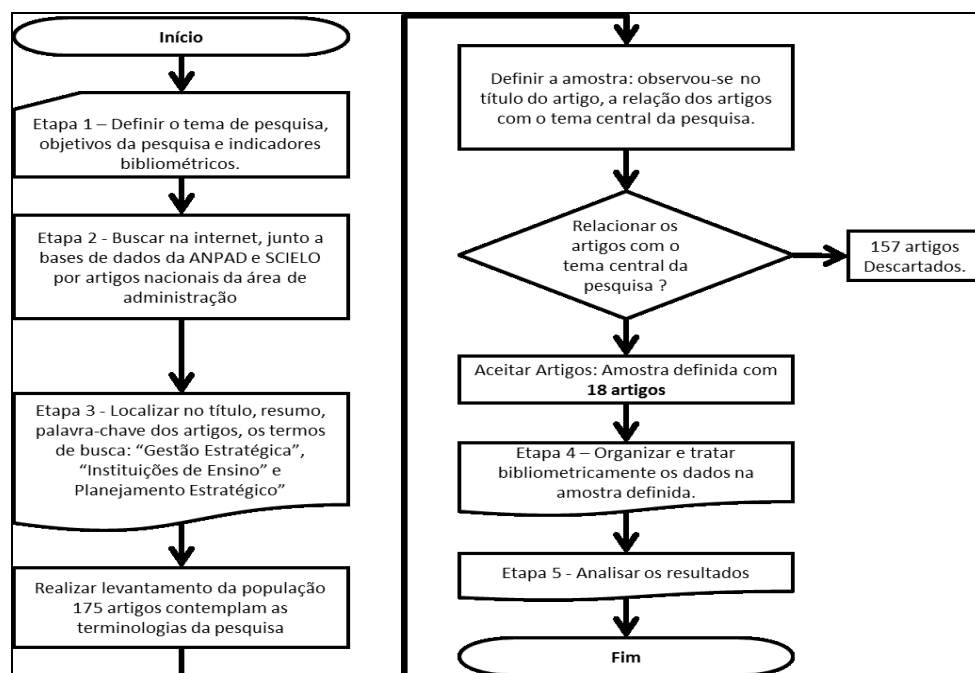 Início
Etapa 1 – Definir o tema de pesquisa,
objetivos da pesquisa e indicadores
bibliométricos.
Etapa 2 - Buscar na internet, junto a
bases de dados da ANPAD e SCIELO
por artigos nacionais da área de
administração
Etapa 3 - Localizar no título, resumo,
palavra-chave dos artigos, os termos
de busca: “Gestão Estratégica”,
“Instituições de Ensino” e
Planejamento Estratégico”
Realizar levantamento da população
175 artigos contemplam as
terminologias da pesquisa
Definir a amostra: observou-se no
título do artigo, a relação dos artigos
com o tema central da pesquisa.
Relacionar os
artigos com o
tema central da
pesquisa ?
157 artigos
Descartados.
Aceitar Artigos: Amostra definida com
18 artigos
Etapa 4 – Organizar e tratar
bibliometricamente os dados na
amostra definida.
Etapa 5 - Analisar os resultados
Fim